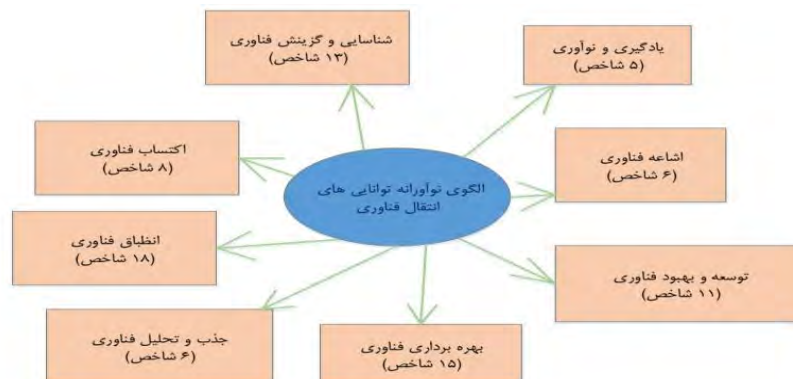 شناسایی و گزینش فناوری
(۱۳ شاخص)
یادگیری و نوآوری
(۵ شاخص)
اکتساب فناوری
(۸ شاخص)
اشاعه فناوری
(۶ شاخص)
الگوی نوآورانه توانایی های
انتقال فناوری
انطباق فناوری
(۱۸ شاخص)
توسعه و بهبود فناوری
(۱۱ شاخص)
جذب و تحلیل فناوری
(۶ شاخص)
بهره برداری فناوری
(۱۵ شاخص)